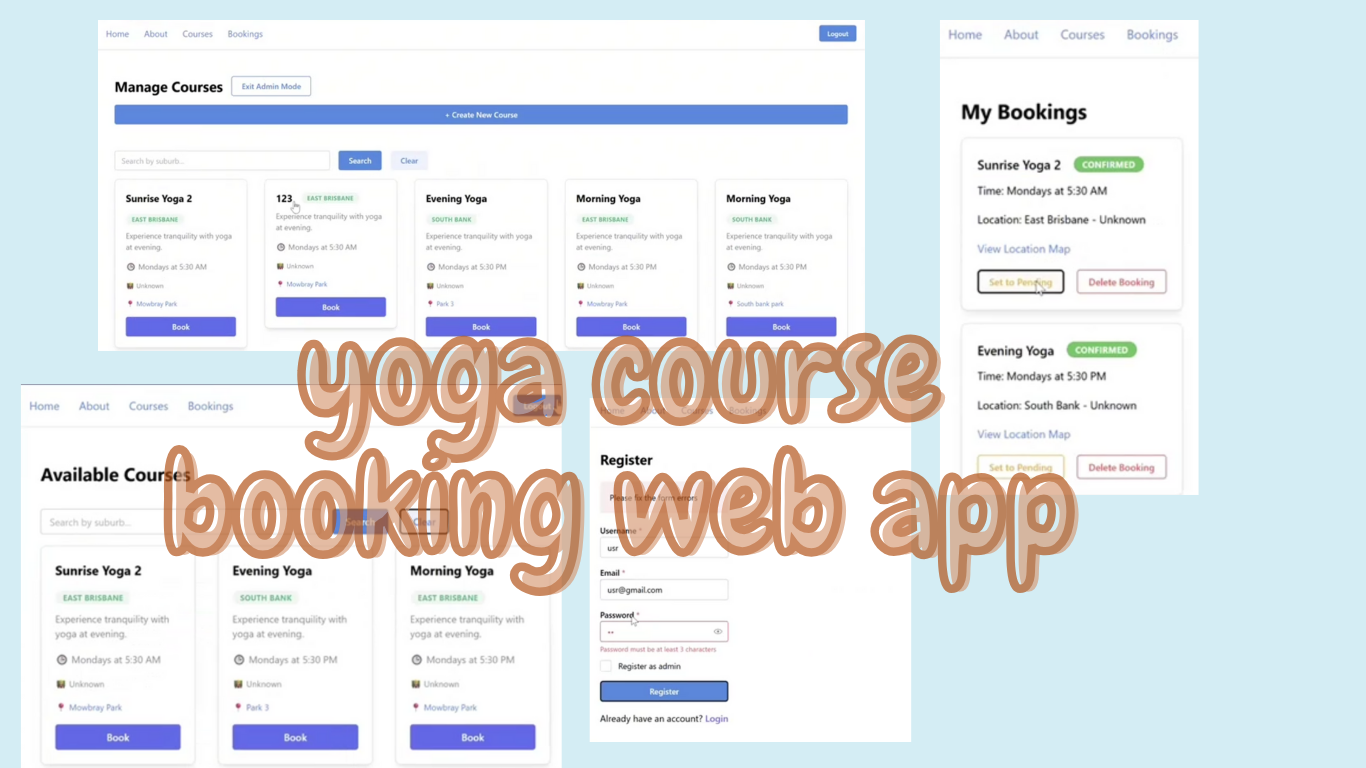 Home About Courses Bookings Logout
Manage Courses Exit Admin Mode
+ Create New Course
Search by suburb... Search Clear
Sunrise Yoga 2
EAST BRISBANE
Experience tranquility with yoga
at evening.
Mondays at 5:30 AM
Unknown
Mowbray Park
Book
123 EAST BRISBANE
Experience tranquility with yoga
at evening.
Mondays at 5:30 AM
Unknown
Mowbray Park
Book
Evening Yoga
SOUTH BANK
Experience tranquility with yoga
at evening.
Mondays at 5:30 PM
Unknown
Park 3
Book
Morning Yoga
EAST BRISBANE
Experience tranquility with yoga
at evening.
Mondays at 5:30 PM
Unknown
Mowbray Park
Book
Morning Yoga
SOUTH BANK
Experience tranquility with yoga
at evening.
Mondays at 5:30 PM
Unknown
South bank park
Book
Home About Courses Bookings
My Bookings
Sunrise Yoga 2 CONFIRMED
Time: Mondays at 5:30 AM
Location: East Brisbane - Unknown
View Location Map
Set to Pending Delete Booking
Evening Yoga CONFIRMED
Time: Mondays at 5:30 PM
Location: South Bank - Unknown
View Location Map
Set to Pending Delete Booking
yoga course
booking web app
Home About Courses Bookings Logout
Available Courses
Search by suburb... Search Clear
Sunrise Yoga 2
EAST BRISBANE
Experience tranquility with
yoga at evening.
Mondays at 5:30 AM
Unknown
Mowbray Park
Book
Evening Yoga
SOUTH BANK
Experience tranquility with
yoga at evening.
Mondays at 5:30 PM
Unknown
Park 3
Book
Morning Yoga
EAST BRISBANE
Experience tranquility with
yoga at evening.
Mondays at 5:30 PM
Unknown
Mowbray Park
Book
Home About Courses Bookings
Register
Please fix the form errors
Username *
usr
Email *
usr@gmail.com
Password *
Password must be at least 3 characters
Register as admin
Register
Already have an account? Login